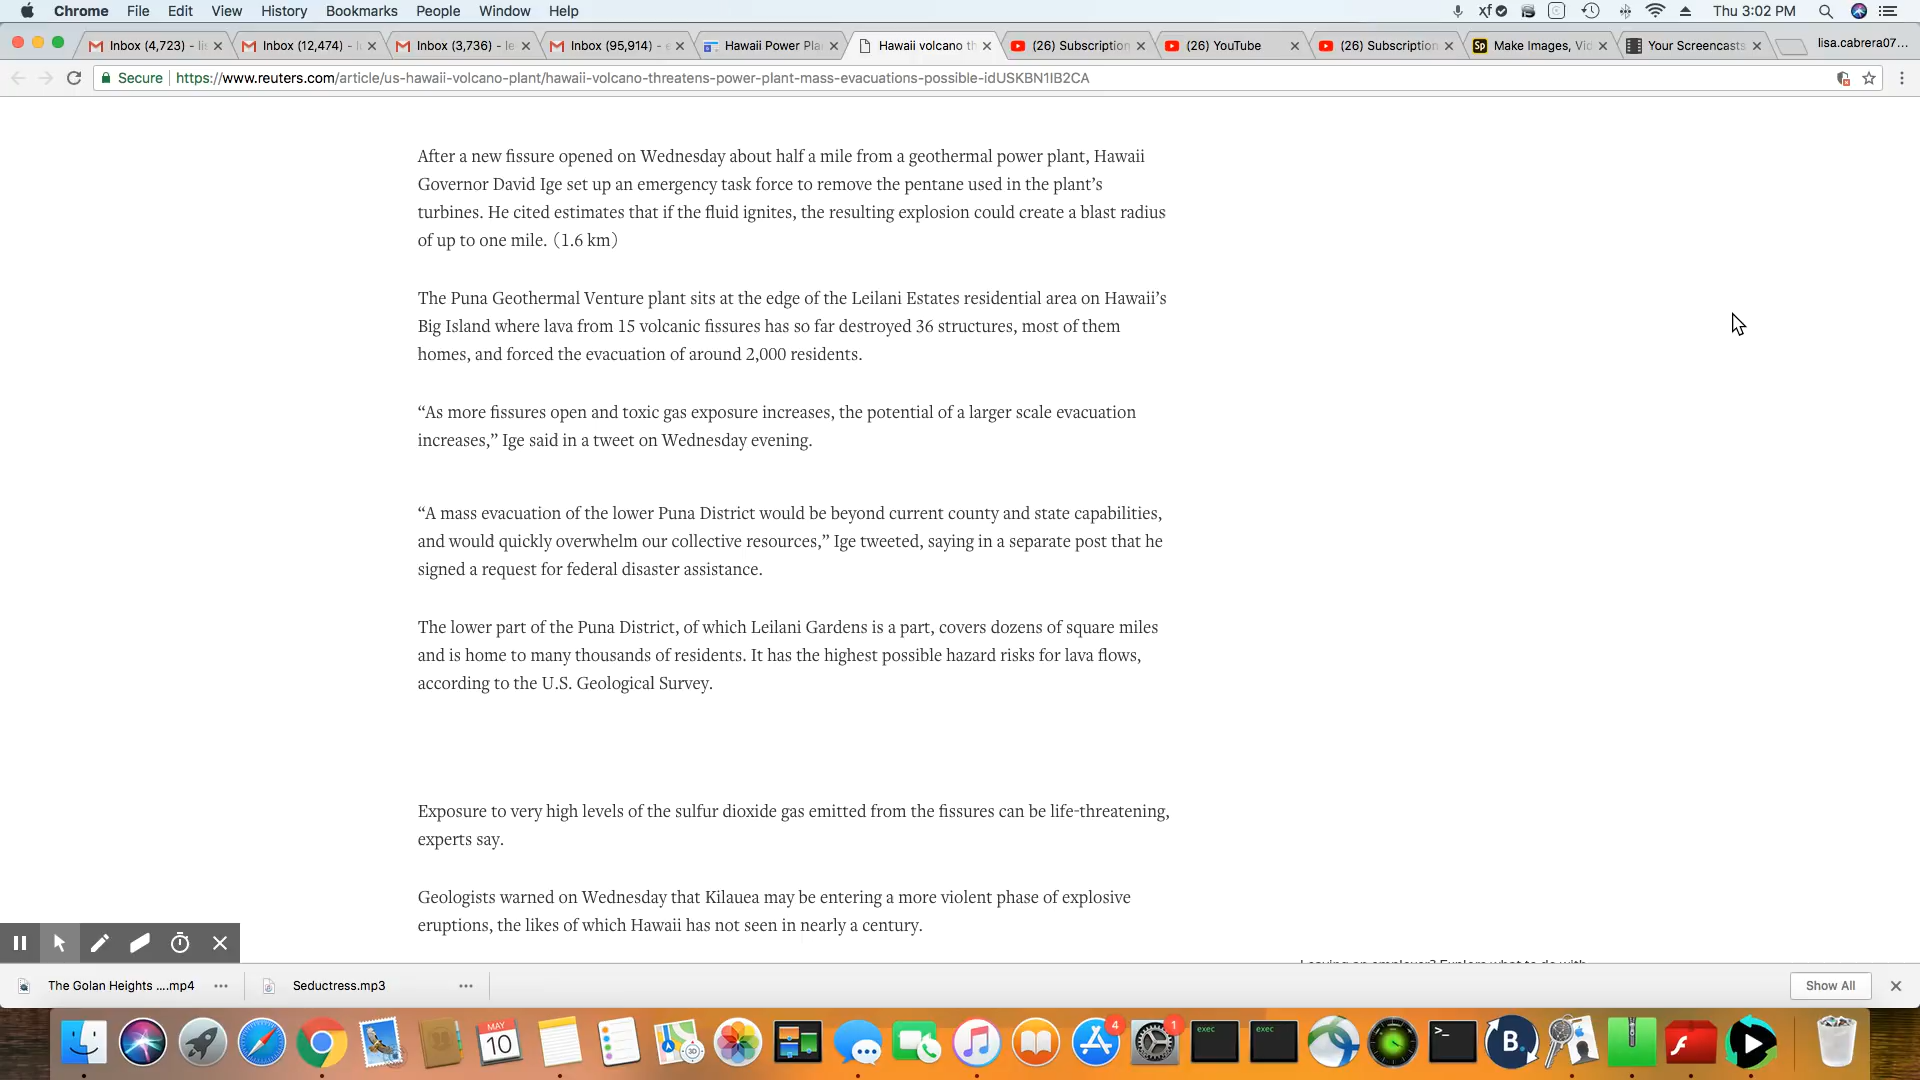 Chrome File Edit View History Bookmarks People Window Help Thu 3:02 PM
Inbox (4,723) - Inbox (12,474) - Inbox (3,736) - Inbox (95,914) - Hawaii Power Pla Hawaii volcano th (26) Subscription (26) YouTube (26) Subscription Make Images, Vid Your Screencasts lisa.cabrera07...
Secure https://www.reuters.com/article/us-hawaii-volcano-plant/hawaii-volcano-threatens-power-plant-mass-evacuations-possible-idUSKBN1IB2CA
After a new fissure opened on Wednesday about half a mile from a geothermal power plant, Hawaii
Governor David Ige set up an emergency task force to remove the pentane used in the plant’s
turbines. He cited estimates that if the fluid ignites, the resulting explosion could create a blast radius
of up to one mile. (1.6 km)
The Puna Geothermal Venture plant sits at the edge of the Leilani Estates residential area on Hawaii’s
Big Island where lava from 15 volcanic fissures has so far destroyed 36 structures, most of them
homes, and forced the evacuation of around 2,000 residents.
“As more fissures open and toxic gas exposure increases, the potential of a larger scale evacuation
increases,” Ige said in a tweet on Wednesday evening.
“A mass evacuation of the lower Puna District would be beyond current county and state capabilities,
and would quickly overwhelm our collective resources,” Ige tweeted, saying in a separate post that he
signed a request for federal disaster assistance.
The lower part of the Puna District, of which Leilani Gardens is a part, covers dozens of square miles
and is home to many thousands of residents. It has the highest possible hazard risks for lava flows,
according to the U.S. Geological Survey.
Exposure to very high levels of the sulfur dioxide gas emitted from the fissures can be life-threatening,
experts say.
Geologists warned on Wednesday that Kilauea may be entering a more violent phase of explosive
eruptions, the likes of which Hawaii has not seen in nearly a century.
The Golan Heights ....mp4 Seductress.mp3 Show All
MAY
10
3D
4
1
exec
exec
B.